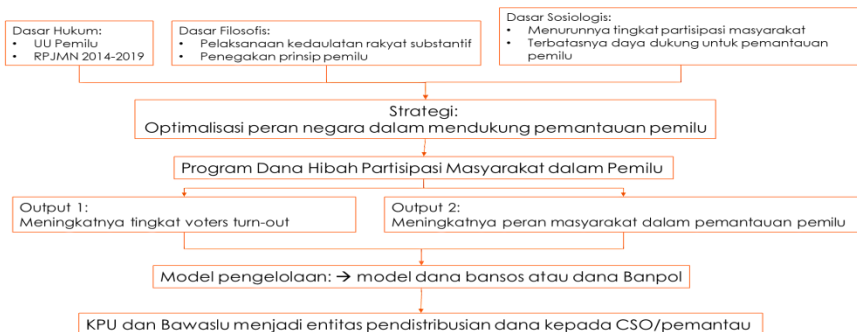 Dasar Hukum:
• UU Pemilu
• RPJMN 2014-2019
Dasar Filosofis:
• Pelaksanaan kedaulatan rakyat substantif
• Penegakan prinsip pemilu
Dasar Sosiologis:
• Menurunnya tingkat partisipasi masyarakat
• Terbatasnya daya dukung untuk pemantauan
pemilu
Strategi:
Optimalisasi peran negara dalam mendukung pemantauan pemilu
Program Dana Hibah Partisipasi Masyarakat dalam Pemilu
Output 1:
Meningkatnya tingkat voters turn-out
Output 2:
Meningkatnya peran masyarakat dalam pemantauan pemilu
Model pengelolaan: → model dana bansos atau dana Banpol
KPU dan Bawaslu menjadi entitas pendistribusian dana kepada CSO/pemantau